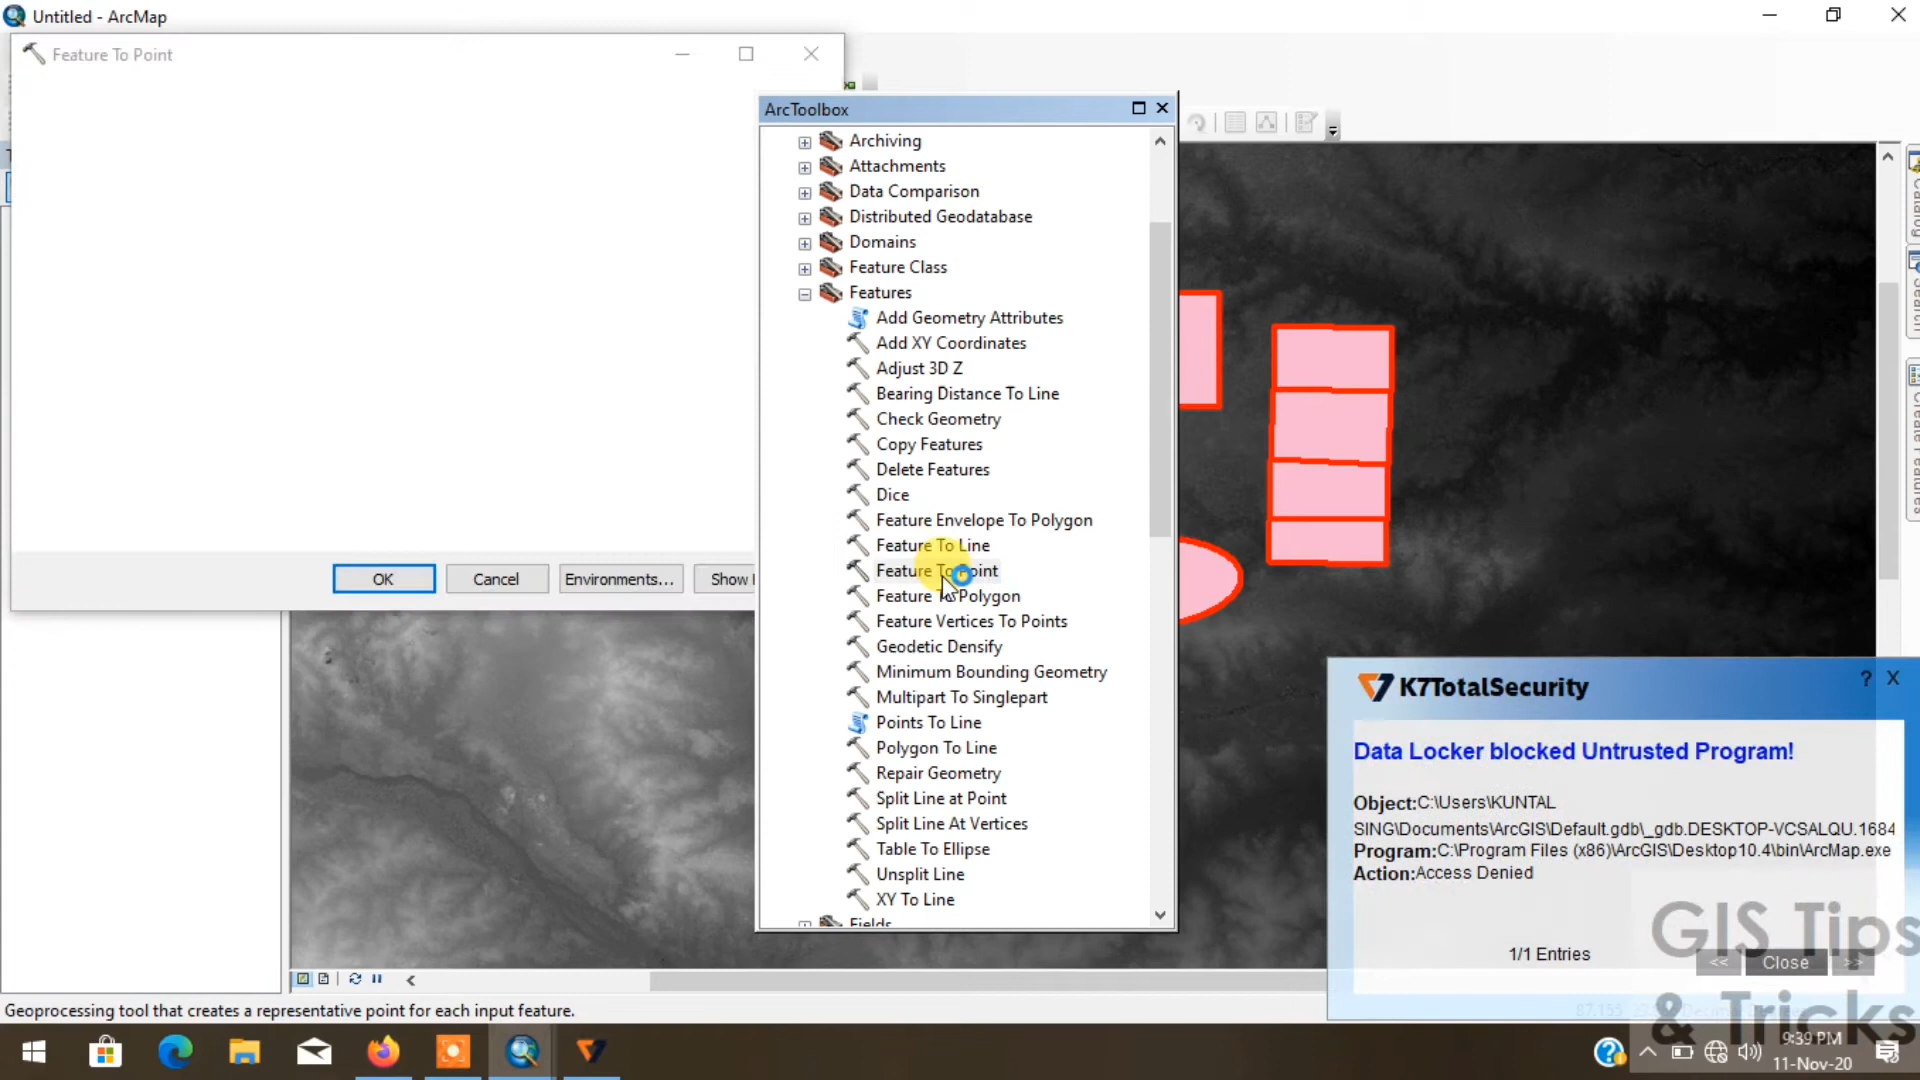 Untitled - ArcMap
Feature To Point
ArcToolbox
Archiving
Attachments
Data Comparison
Distributed Geodatabase
Domains
Feature Class
Features
Add Geometry Attributes
Add XY Coordinates
Adjust 3D Z
Bearing Distance To Line
Check Geometry
Copy Features
Delete Features
Dice
Feature Envelope To Polygon
Feature To Line
Feature To Point
Feature To Polygon
Feature Vertices To Points
Geodetic Densify
Minimum Bounding Geometry
Multipart To Singlepart
Points To Line
Polygon To Line
Repair Geometry
Split Line at Point
Split Line At Vertices
Table To Ellipse
Unsplit Line
XY To Line
Fields
OK
Cancel
Environments...
Show
Catalog
Search
Create Features
K7TotalSecurity
? X
Data Locker blocked Untrusted Program!
Object:C:\Users\KUNTAL
SING\Documents\ArcGIS\Default.gdb\_gdb.DESKTOP-VCSALQU.1684
Program:C:\Program Files (x86)\ArcGIS\Desktop10.4\bin\ArcMap.exe
Action:Access Denied
1/1 Entries
<< Close >>
GIS Tips
& Tricks
Geoprocessing tool that creates a representative point for each input feature.
9:39 PM
11-Nov-20